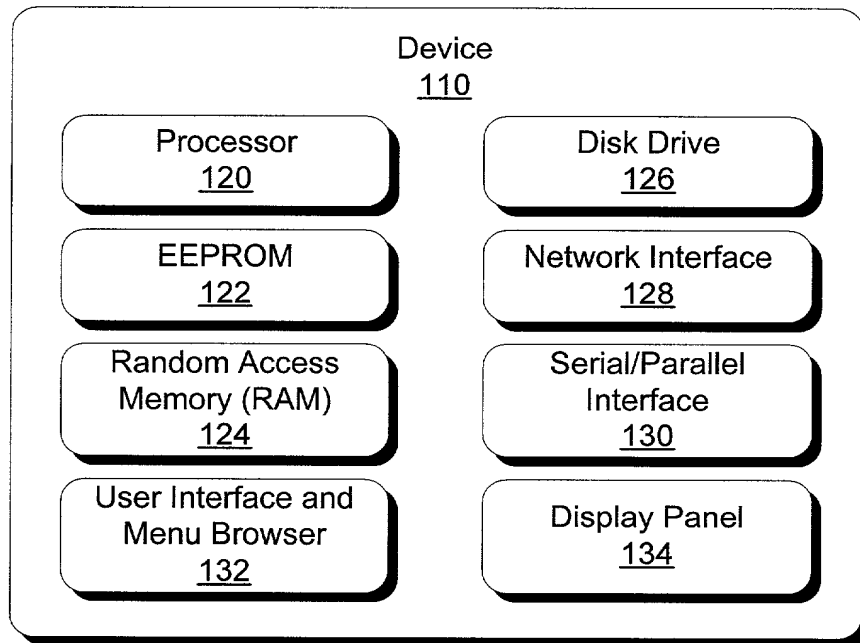 Device
110
Processor
120
Disk Drive
126
EEPROM
122
Network Interface
128
Random Access
Memory (RAM)
124
Serial/Parallel
Interface
130
User Interface and
Menu Browser
132
Display Panel
134